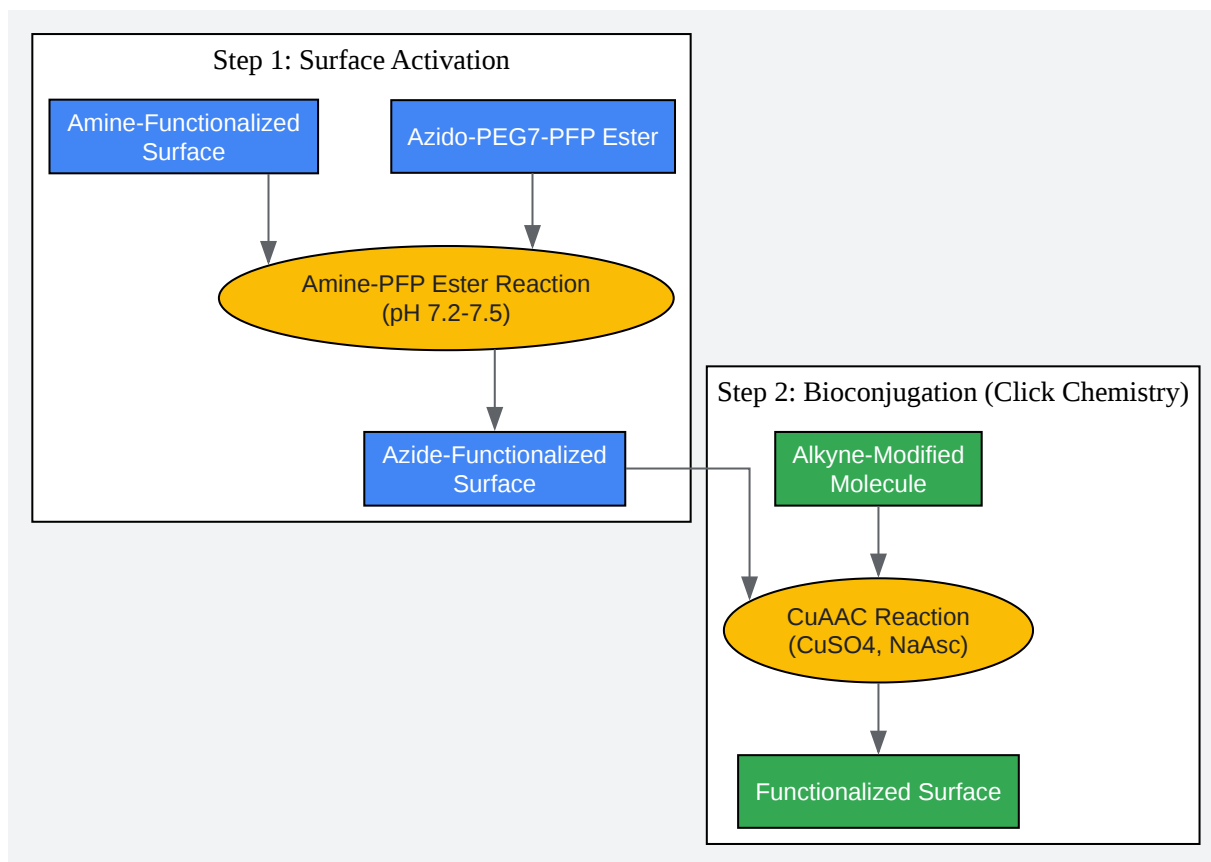 Step 1: Surface Activation
Amine-Functionalized
Surface
Azido-PEG7-PFP Ester
Amine-PFP Ester Reaction
(pH 7.2-7.5)
Azide-Functionalized
Surface
Step 2: Bioconjugation (Click Chemistry)
Alkyne-Modified
Molecule
CuAAC Reaction
(CuSO4, NaAsc)
Functionalized Surface